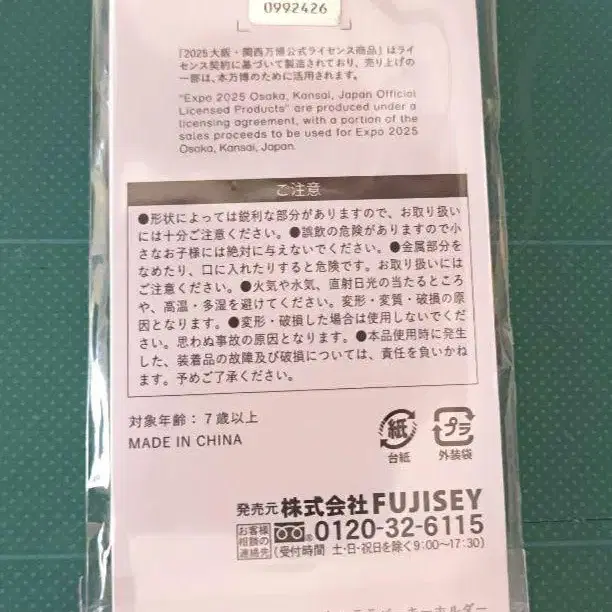 0992426
「2025大阪・関西万博公式ライセンス商品」はライ
センス契約に基づいて製造されており、売り上げの
一部は、本万博のために活用されます。
"Expo 2025 Osaka, Kansai, Japan Official
Licensed Products" are produced under a
licensing agreement, with a portion of the
sales proceeds to be used for Expo 2025
Osaka, Kansai, Japan.
ご注意
●形状によっては鋭利な部分がありますので、お取り扱い
には十分ご注意ください。●誤飲の危険がありますので小
さなお子様には絶対に与えないでください。●金属部分を
なめたり、口に入れたりすると危険です。お取り扱いには
ご注意ください。●火気や水気、直射日光の当たるところ
や、高温・多湿を避けてください。変形・変質・破損の原
因となります。●変形・破損した場合は使用しないでくだ
さい。思わぬ事故の原因となります。●本品使用時に発生
した、装着品の故障及び破損については、責任を負いかね
ます。予めご了承ください。
対象年齢：7歳以上
MADE IN CHINA
紙
台紙
プラ
外装袋
発売元 株式会社FUJISEY
お客様
相談の
連絡先
0120-32-6115
(受付時間 土・日・祝日を除く9:00〜17:30)
キーホルダー